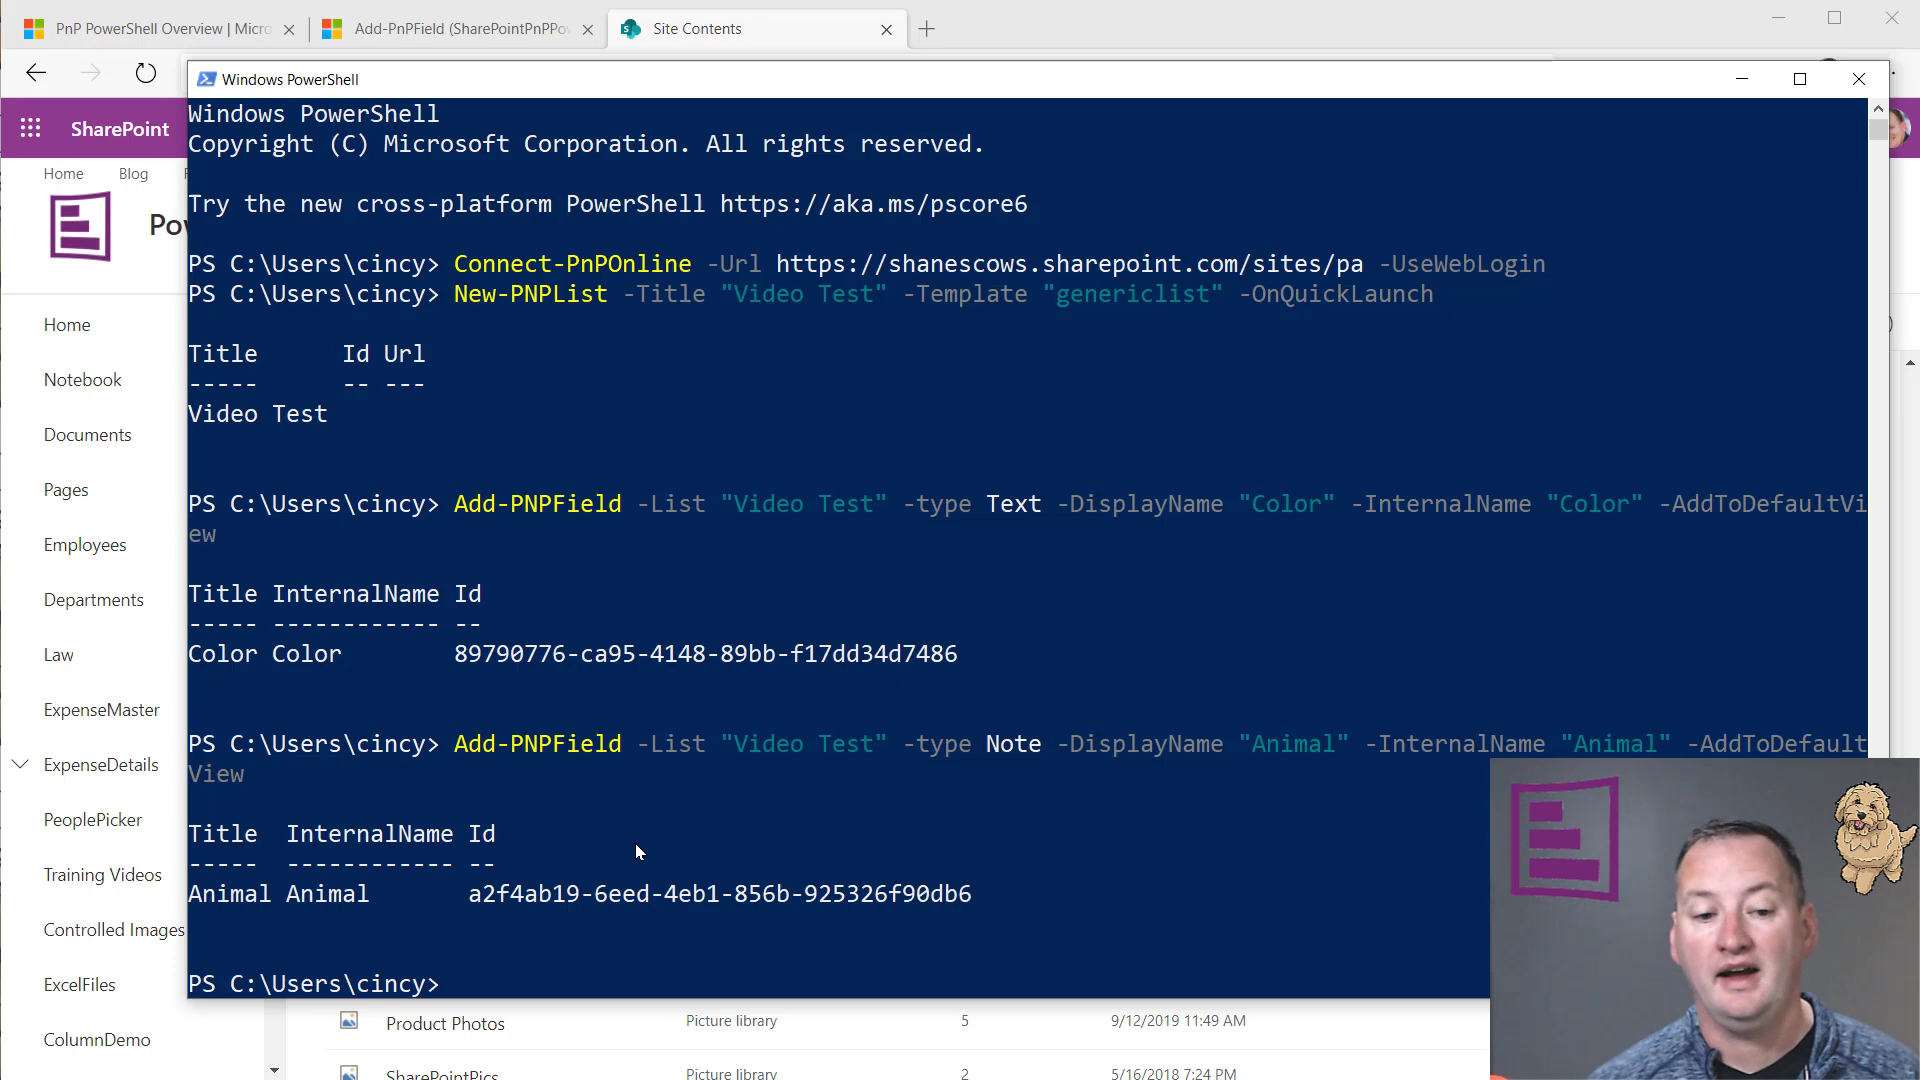 PnP PowerShell Overview | Micro
Add-PnPField (SharePointPnPPo
Site Contents
Windows PowerShell
SharePoint
Home Blog
Home
Notebook
Documents
Pages
Employees
Departments
Law
ExpenseMaster
ExpenseDetails
PeoplePicker
Training Videos
Controlled Images
ExcelFiles
ColumnDemo
Windows PowerShell
Copyright (C) Microsoft Corporation. All rights reserved.
Try the new cross-platform PowerShell https://aka.ms/pscore6
PS C:\Users\cincy> Connect-PnPOnline -Url https://shanescows.sharepoint.com/sites/pa -UseWebLogin
PS C:\Users\cincy> New-PNPList -Title "Video Test" -Template "genericlist" -OnQuickLaunch
Title Id Url
----- -- ---
Video Test
PS C:\Users\cincy> Add-PNPField -List "Video Test" -type Text -DisplayName "Color" -InternalName "Color" -AddToDefaultVi
ew
Title InternalName Id
----- ------------ --
Color Color 89790776-ca95-4148-89bb-f17dd34d7486
PS C:\Users\cincy> Add-PNPField -List "Video Test" -type Note -DisplayName "Animal" -InternalName "Animal" -AddToDefault
View
Title InternalName Id
----- ------------ --
Animal Animal a2f4ab19-6eed-4eb1-856b-925326f90db6
PS C:\Users\cincy>
Product Photos Picture library 5 9/12/2019 11:49 AM
SharePointPics Picture library 2 5/16/2018 7:24 PM